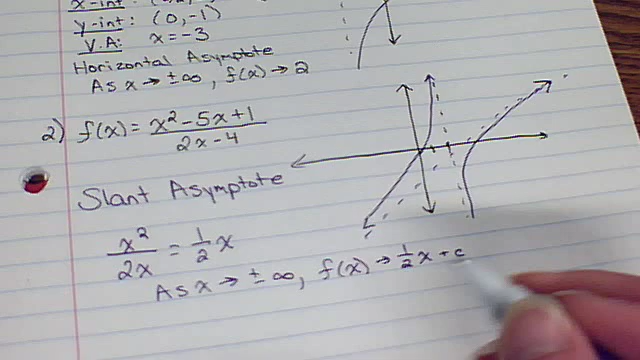 x-int:
y-int: (0, -1)
V.A: x = -3
Horizontal Asymptote
As x → ±∞, f(x) → 2
2) f(x) = x² - 5x + 1 / 2x - 4
Slant Asymptote
x² / 2x = 1/2 x
As x → ±∞, f(x) → 1/2 x + c